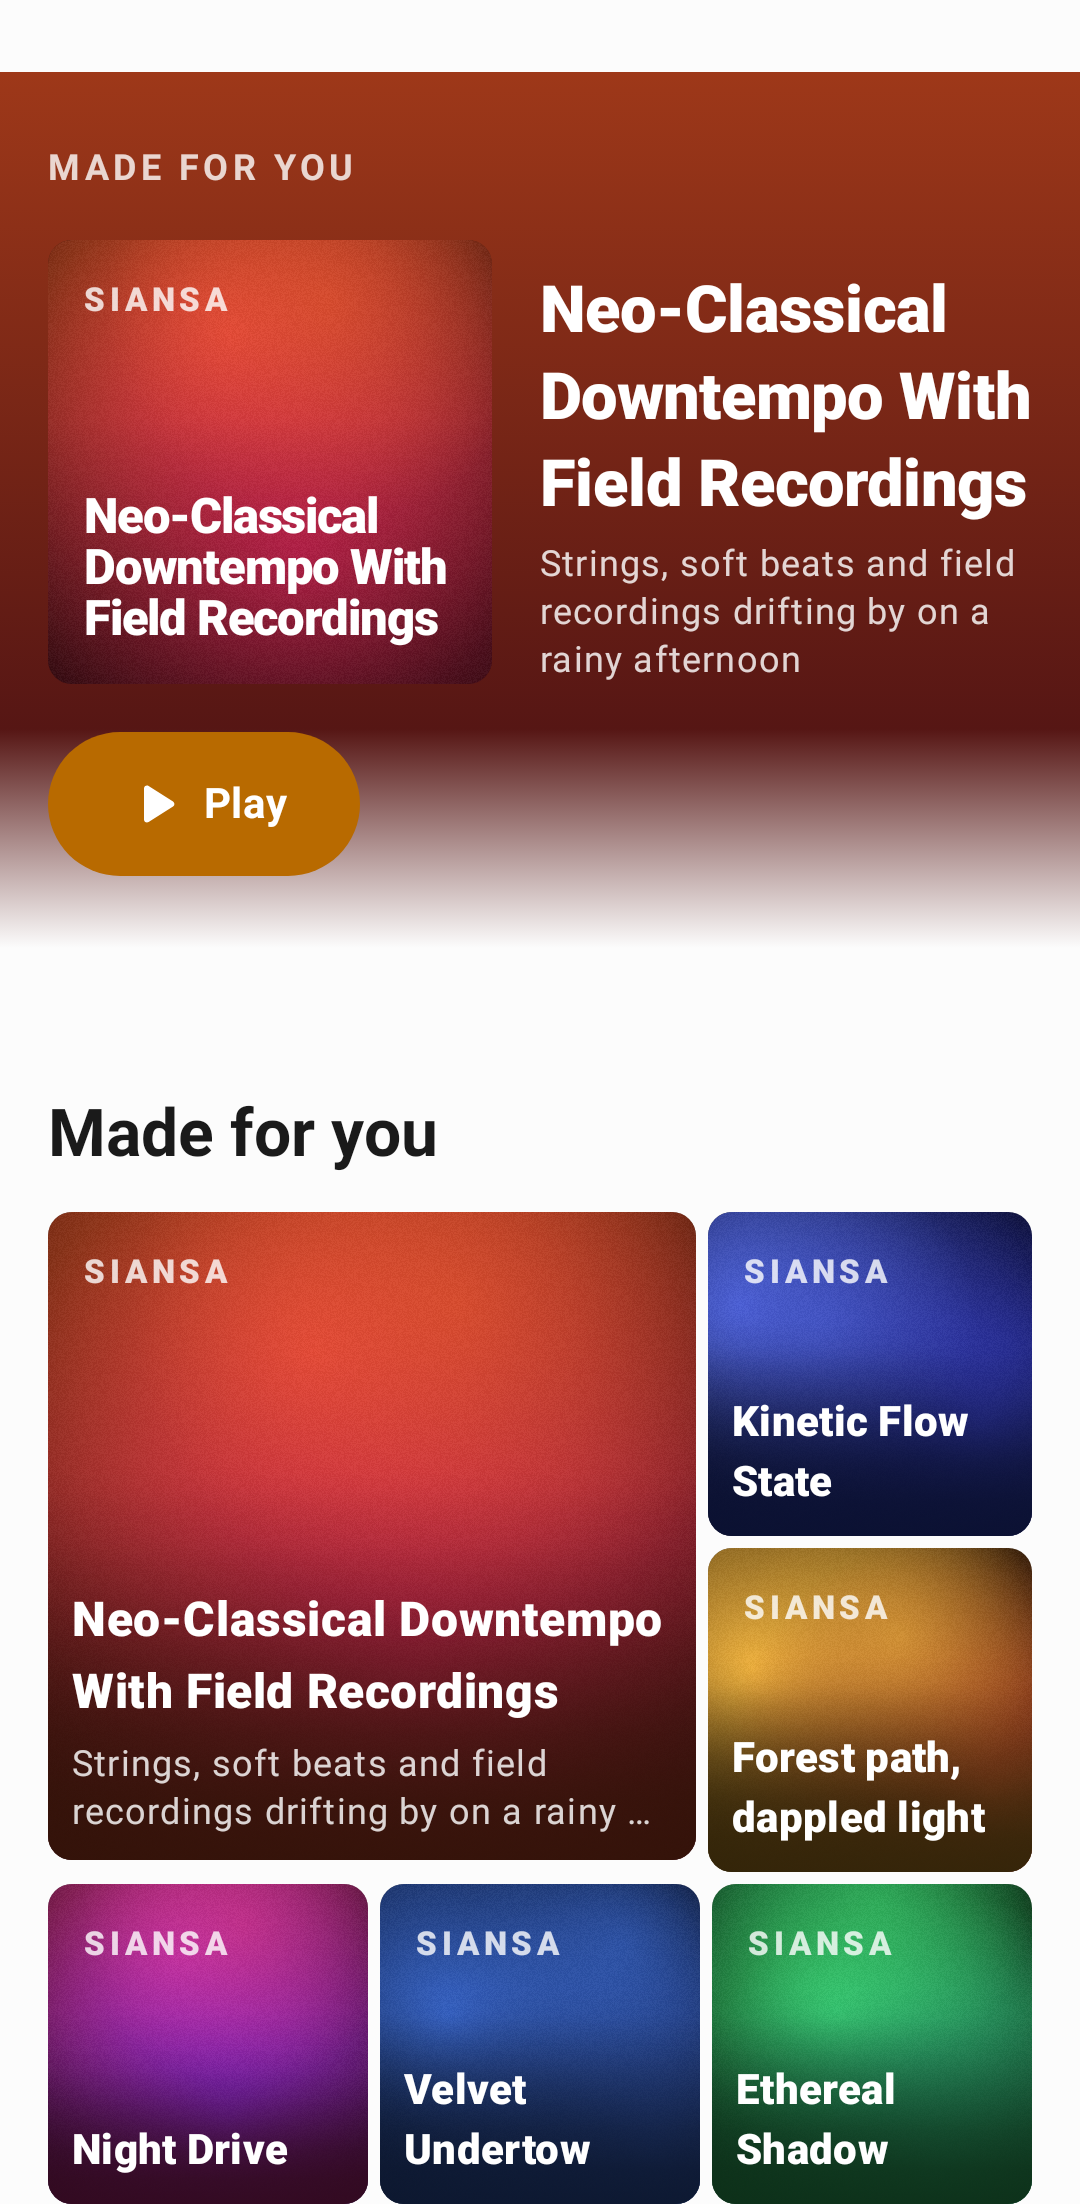 MADE FOR YOU
SIANSA
Neo-Classical
Downtempo With
Field Recordings
Neo-Classical
Downtempo With
Field Recordings
Strings, soft beats and field
recordings drifting by on a
rainy afternoon
Play
Made for you
SIANSA
Neo-Classical Downtempo
With Field Recordings
Strings, soft beats and field
recordings drifting by on a rainy …
SIANSA
Kinetic Flow
State
SIANSA
Forest path,
dappled light
SIANSA
Night Drive
SIANSA
Velvet
Undertow
SIANSA
Ethereal
Shadow